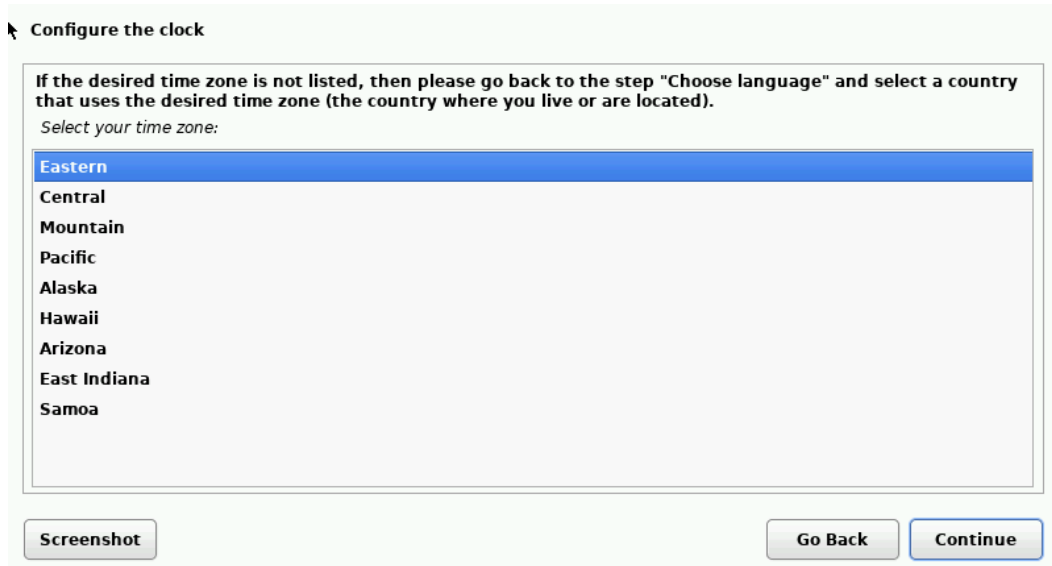 Configure the clock
If the desired time zone is not listed, then please go back to the step "Choose language" and select a country
that uses the desired time zone (the country where you live or are located).
Select your time zone:
Eastern
Central
Mountain
Pacific
Alaska
Hawaii
Arizona
East Indiana
Samoa
Screenshot
Go Back
Continue